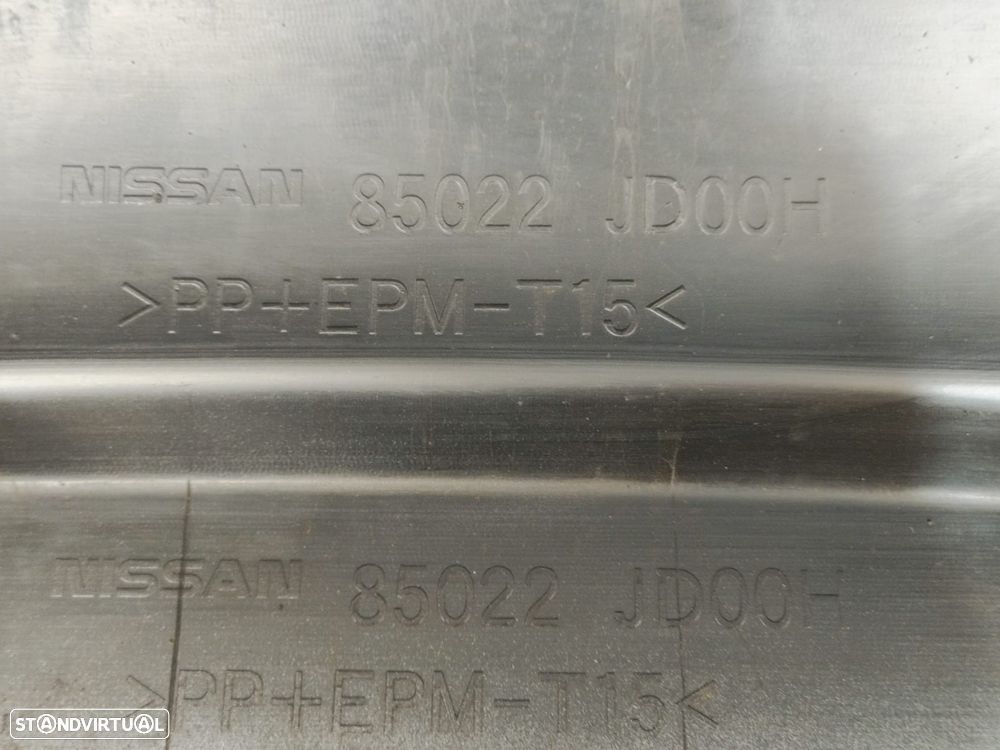 NISSAN 85022 JD00H
>PP+EPM-T15<
NISSAN 85022 JD00H
>PP+EPM-T15<
STANDVIRTUAL